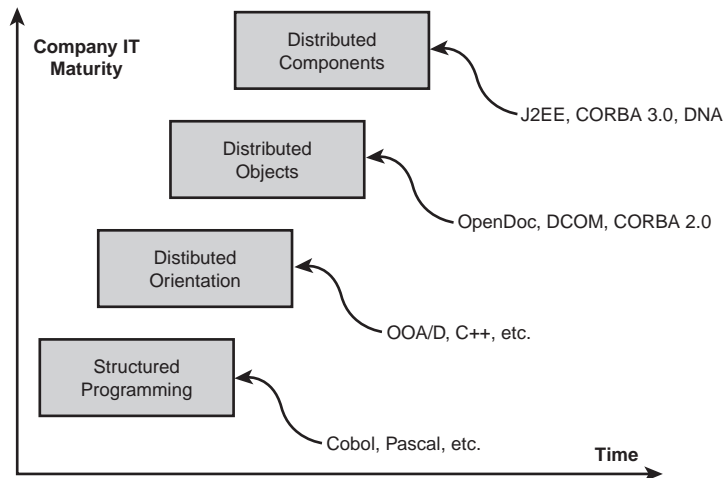 Company IT
Maturity
Distributed
Components
J2EE, CORBA 3.0, DNA
Distributed
Objects
OpenDoc, DCOM, CORBA 2.0
Distibuted
Orientation
OOA/D, C++, etc.
Structured
Programming
Cobol, Pascal, etc.
Time